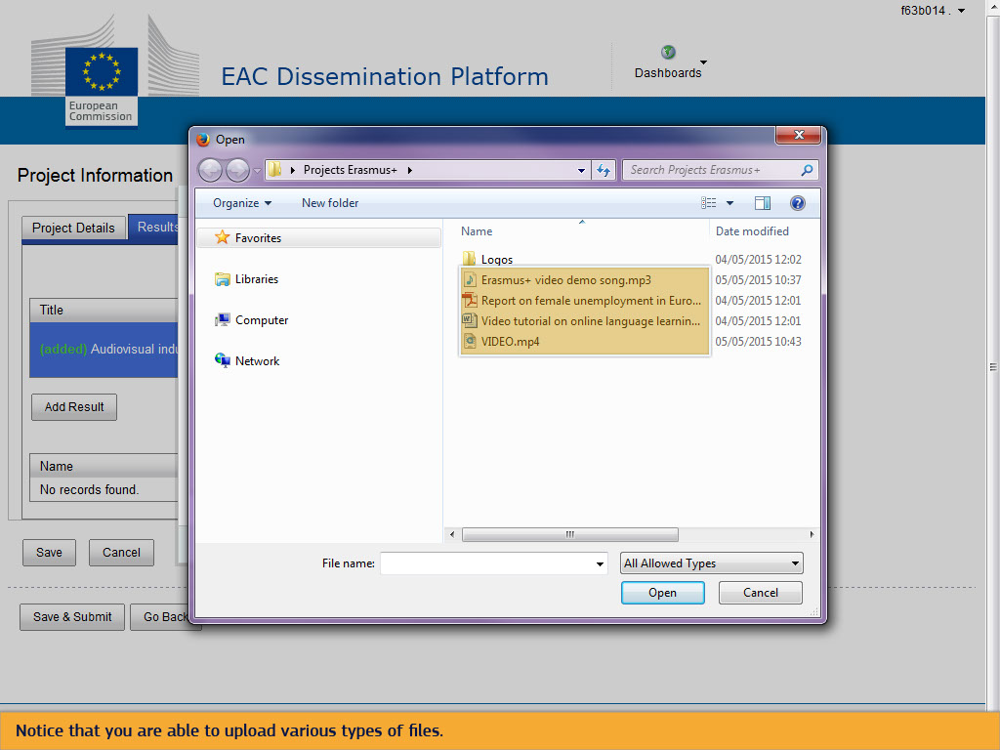 f63b014 .
EAC Dissemination Platform
Dashboards
European
Commission
Project Information
Project Details
Results
Title
(added) Audiovisual indu
Add Result
Name
No records found.
Save
Cancel
Save & Submit
Go Back
Open
Projects Erasmus+
Search Projects Erasmus+
Organize
New folder
Favorites
Libraries
Computer
Network
Name
Date modified
Logos
04/05/2015 12:02
Erasmus+ video demo song.mp3
05/05/2015 10:37
Report on female unemployment in Euro...
04/05/2015 12:01
Video tutorial on online language learnin...
04/05/2015 12:01
VIDEO.mp4
05/05/2015 10:43
File name:
All Allowed Types
Open
Cancel
Notice that you are able to upload various types of files.